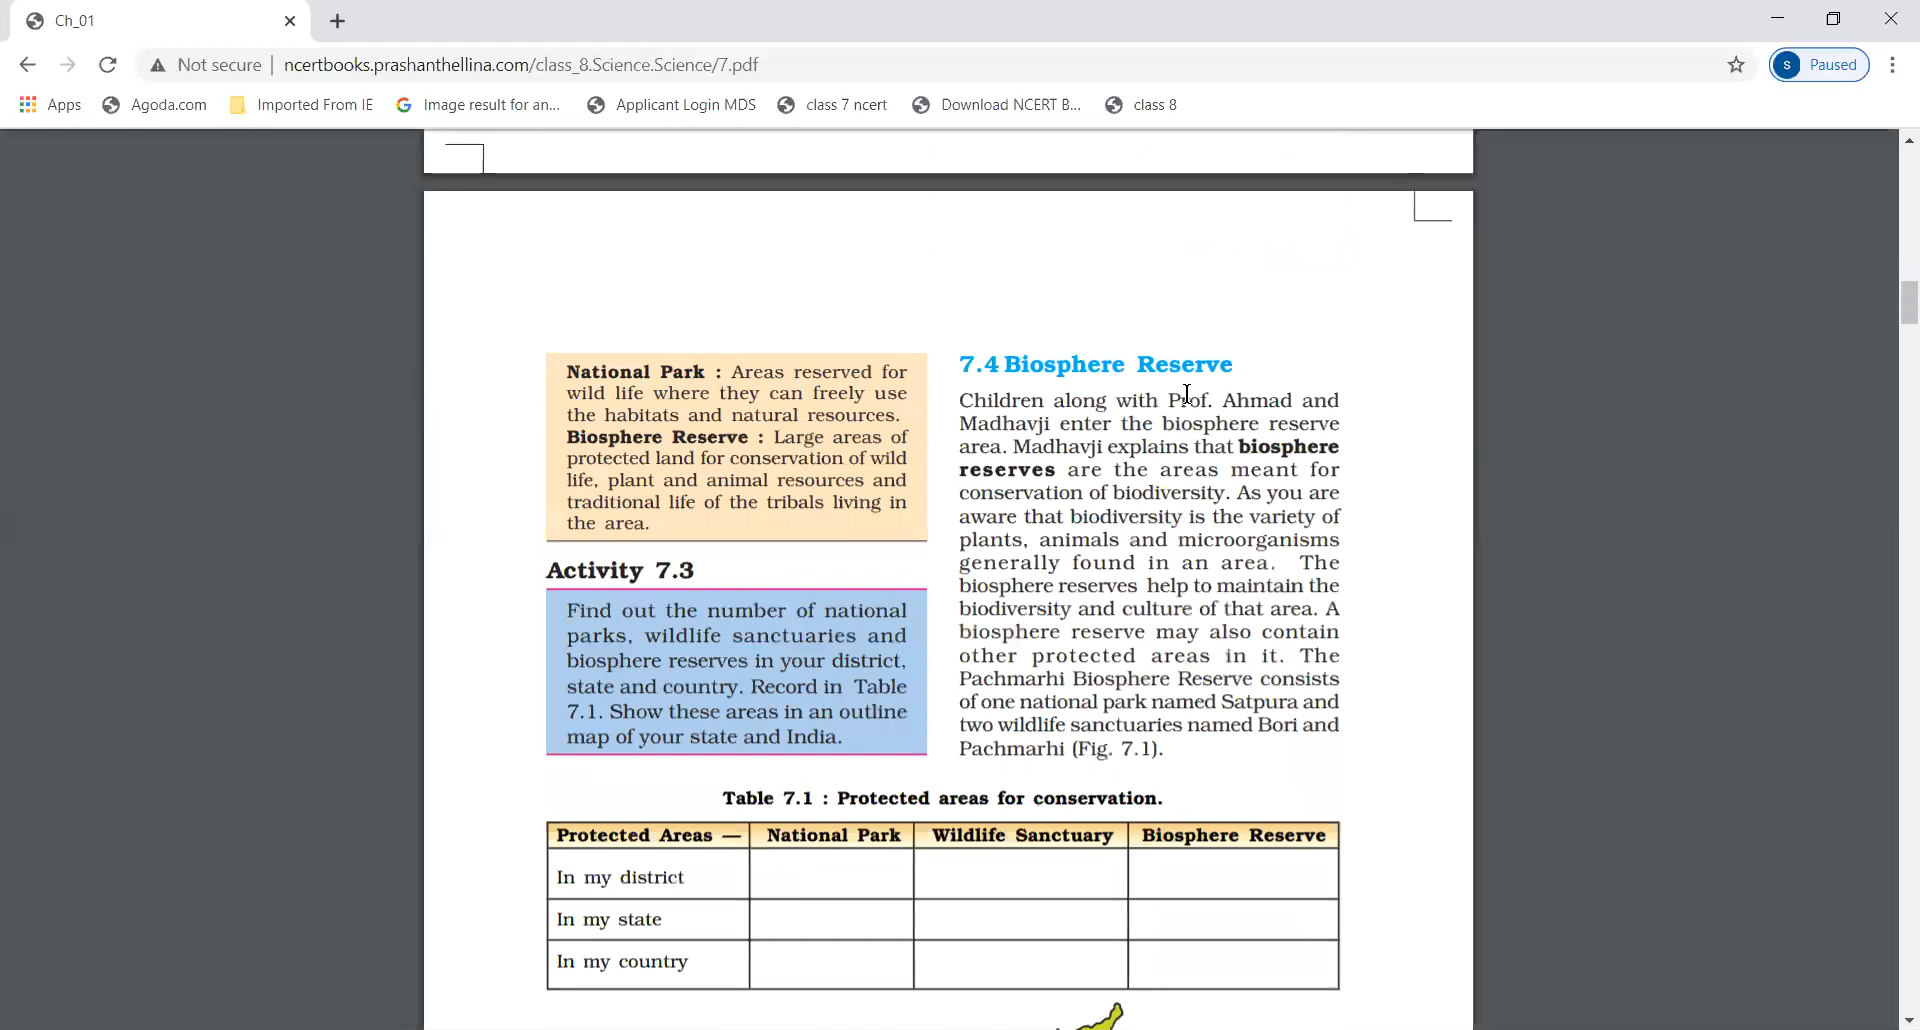 Ch_01
Not secure
ncertbooks.prashanthellina.com/class_8.Science.Science/7.pdf
S
Paused
Apps
Agoda.com
Imported From IE
Image result for an...
Applicant Login MDS
class 7 ncert
Download NCERT B...
class 8
National Park : Areas reserved for
wild life where they can freely use
the habitats and natural resources.
Biosphere Reserve : Large areas of
protected land for conservation of wild
life, plant and animal resources and
traditional life of the tribals living in
the area.
Activity 7.3
Find out the number of national
parks, wildlife sanctuaries and
biosphere reserves in your district,
state and country. Record in Table
7.1. Show these areas in an outline
map of your state and India.
7.4 Biosphere Reserve
Children along with Prof. Ahmad and
Madhavji enter the biosphere reserve
area. Madhavji explains that biosphere
reserves are the areas meant for
conservation of biodiversity. As you are
aware that biodiversity is the variety of
plants, animals and microorganisms
generally found in an area. The
biosphere reserves help to maintain the
biodiversity and culture of that area. A
biosphere reserve may also contain
other protected areas in it. The
Pachmarhi Biosphere Reserve consists
of one national park named Satpura and
two wildlife sanctuaries named Bori and
Pachmarhi (Fig. 7.1).
Table 7.1 : Protected areas for conservation.
Protected Areas — National Park Wildlife Sanctuary Biosphere Reserve
In my district
In my state
In my country